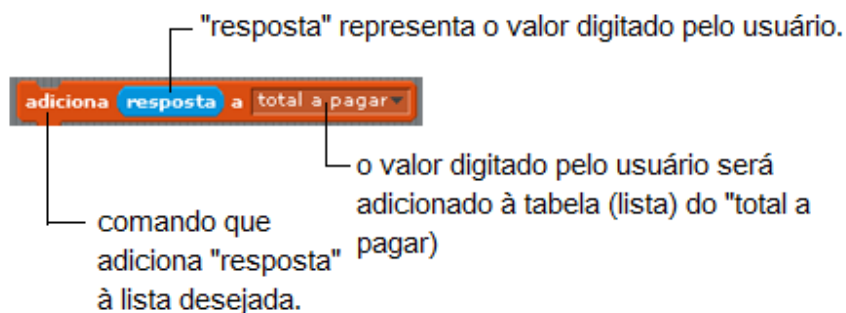 "resposta" representa o valor digitado pelo usuário.
adiciona resposta a total a pagar
o valor digitado pelo usuário será
adicionado à tabela (lista) do "total a
pagar)
comando que
adiciona "resposta"
à lista desejada.